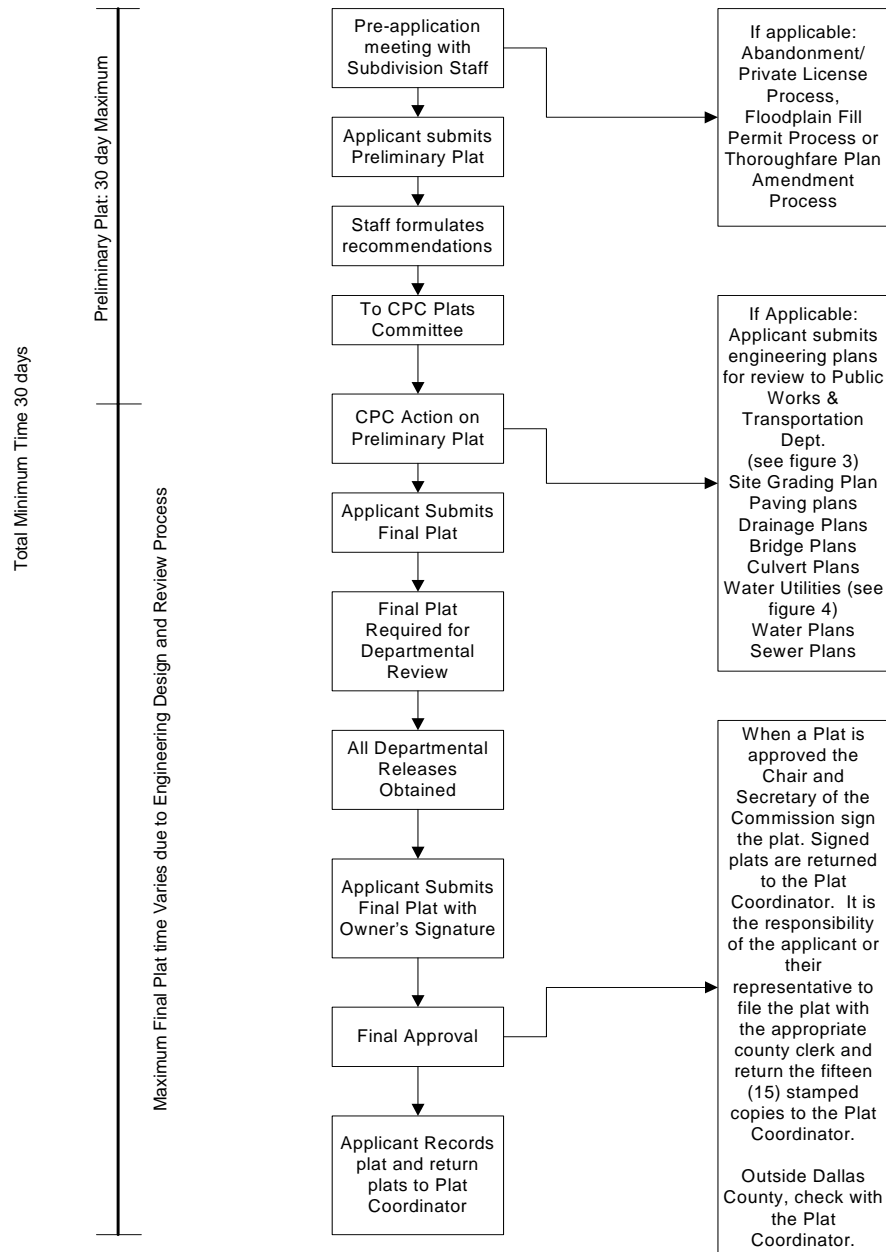 Total Minimum Time 30 days
Preliminary Plat: 30 day Maximum
Maximum Final Plat time Varies due to Engineering Design and Review Process
Pre-application
meeting with
Subdivision Staff
If applicable:
Abandonment/
Private License
Process,
Floodplain Fill
Permit Process or
Thoroughfare Plan
Amendment
Process
Applicant submits
Preliminary Plat
Staff formulates
recommendations
To CPC Plats
Committee
CPC Action on
Preliminary Plat
If Applicable:
Applicant submits
engineering plans
for review to Public
Works &
Transportation
Dept.
(see figure 3)
Site Grading Plan
Paving plans
Drainage Plans
Bridge Plans
Culvert Plans
Water Utilities (see
figure 4)
Water Plans
Sewer Plans
Applicant Submits
Final Plat
Final Plat
Required for
Departmental
Review
All Departmental
Releases
Obtained
Applicant Submits
Final Plat with
Owner's Signature
Final Approval
When a Plat is
approved the
Chair and
Secretary of the
Commission sign
the plat. Signed
plats are returned
to the Plat
Coordinator.  It is
the responsibility
of the applicant or
their
representative to
file the plat with
the appropriate
county clerk and
return the fifteen
(15) stamped
copies to the Plat
Coordinator.
Outside Dallas
County, check with
the Plat
Coordinator.
Applicant Records
plat and return
plats to Plat
Coordinator